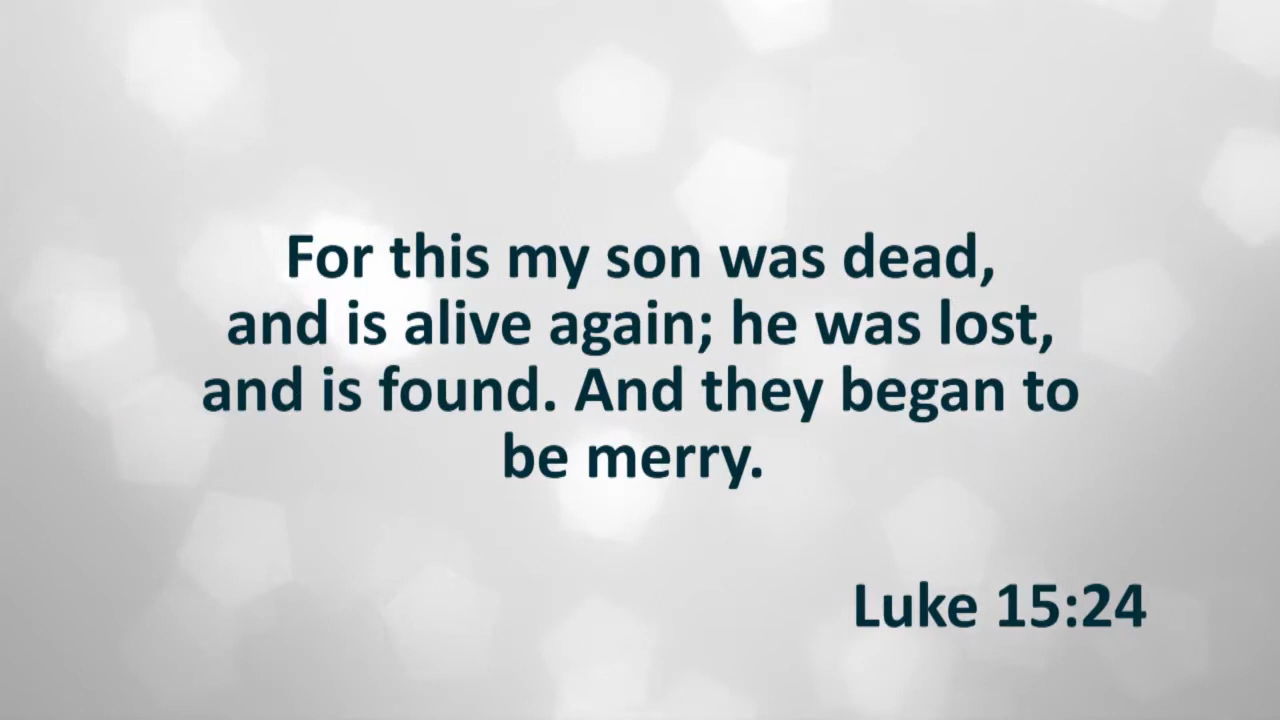 For this my son was dead,
and is alive again; he was lost,
and is found. And they began to
be merry.
Luke 15:24